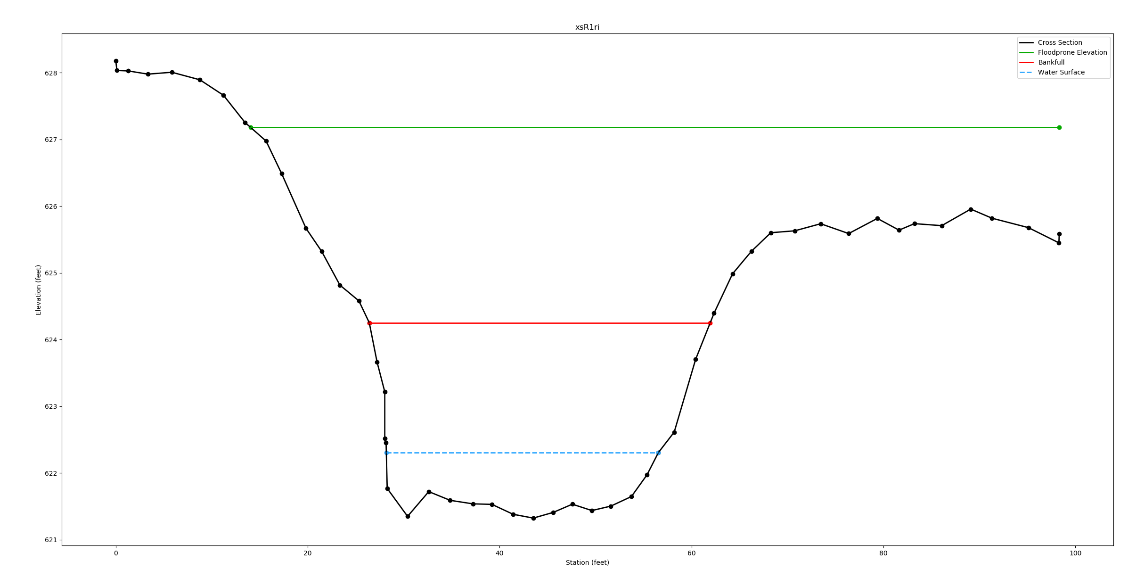 xsR1ri
Cross Section
Floodprone Elevation
Bankfull
Water Surface
628
627
626
625
624
623
622
621
Elevation (feet)
0 20 40 60 80 100
Station (feet)